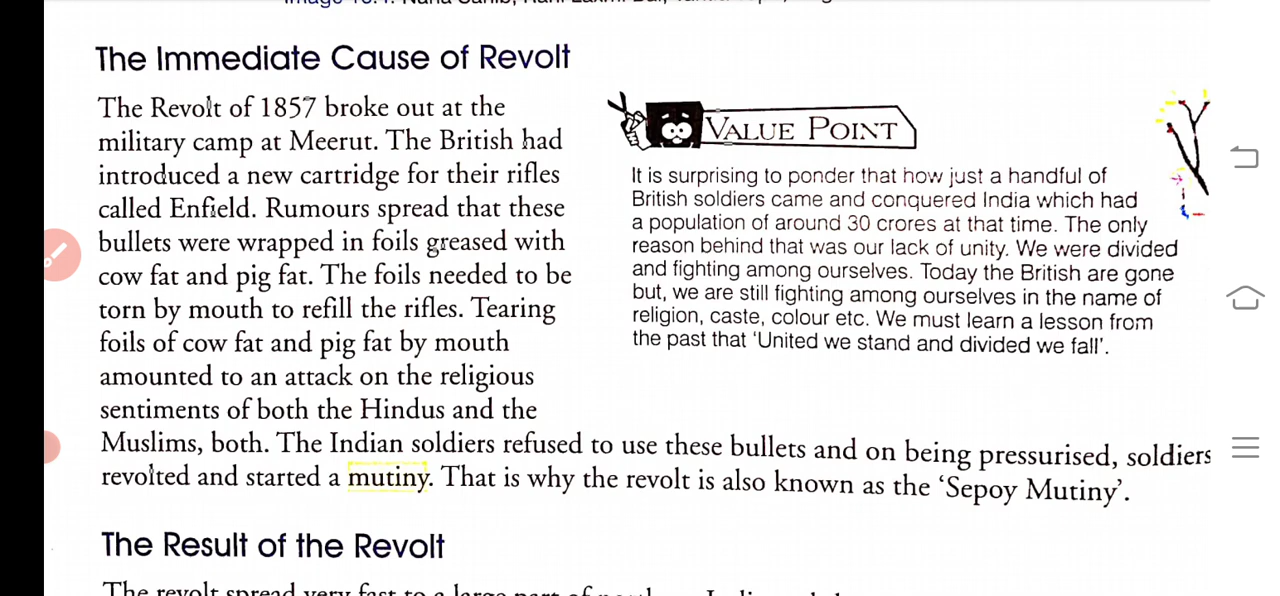 The Immediate Cause of Revolt
The Revolt of 1857 broke out at the
military camp at Meerut. The British had
introduced a new cartridge for their rifles
called Enfield. Rumours spread that these
bullets were wrapped in foils greased with
cow fat and pig fat. The foils needed to be
torn by mouth to refill the rifles. Tearing
foils of cow fat and pig fat by mouth
amounted to an attack on the religious
sentiments of both the Hindus and the
Muslims, both. The Indian soldiers refused to use these bullets and on being pressurised, soldiers
revolted and started a mutiny. That is why the revolt is also known as the ‘Sepoy Mutiny’.
VALUE POINT
It is surprising to ponder that how just a handful of
British soldiers came and conquered India which had
a population of around 30 crores at that time. The only
reason behind that was our lack of unity. We were divided
and fighting among ourselves. Today the British are gone
but, we are still fighting among ourselves in the name of
religion, caste, colour etc. We must learn a lesson from
the past that ‘United we stand and divided we fall’.
The Result of the Revolt
The revolt spread very fast to a large part of